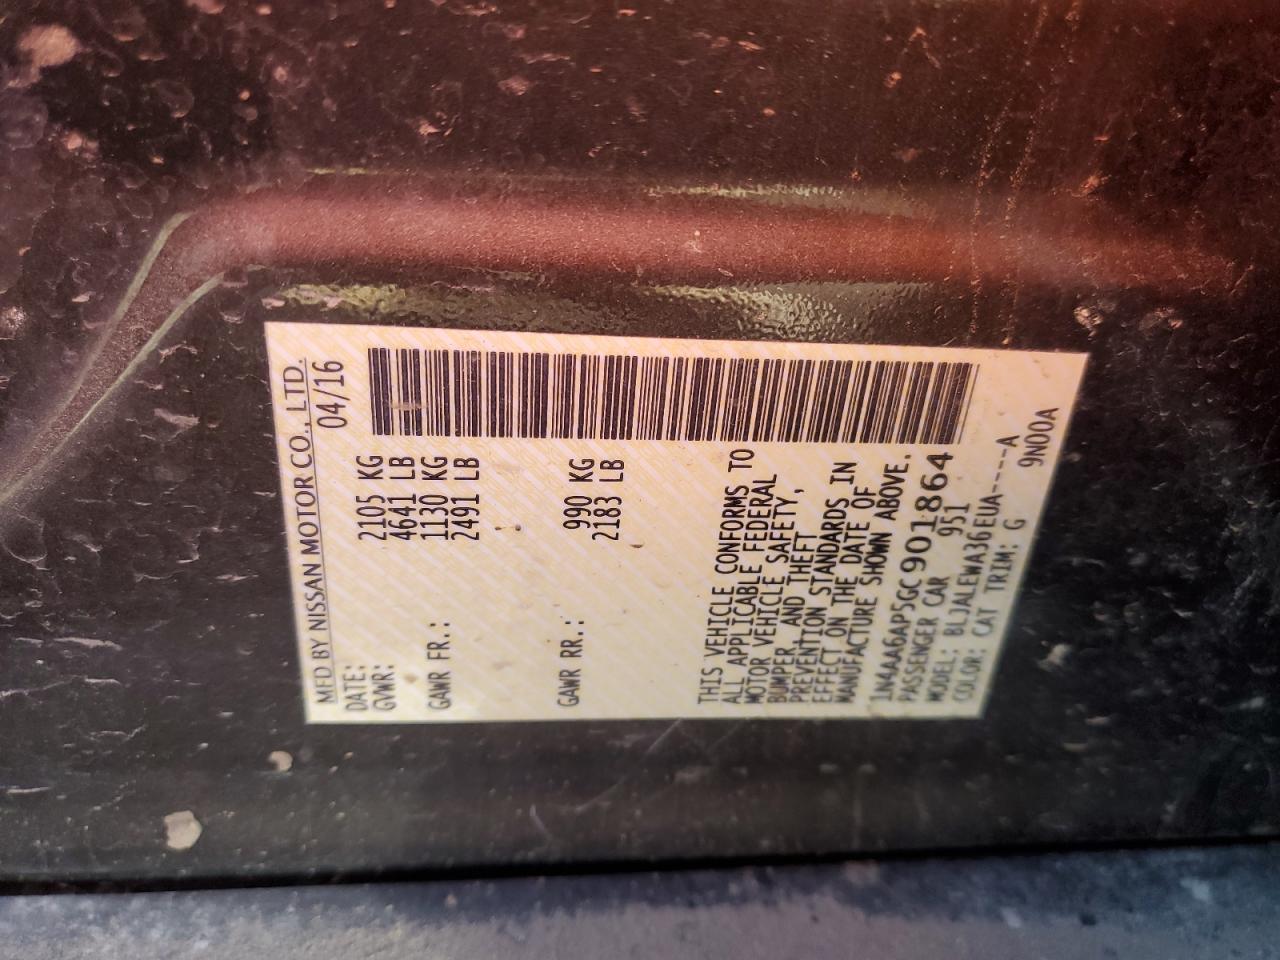 MFD BY NISSAN MOTOR CO., LTD.
DATE: 04/16
GVWR: 2105 KG
4641 LB
GAWR FR.: 1130 KG
2491 LB
GAWR RR.: 990 KG
2183 LB
THIS VEHICLE CONFORMS TO
ALL APPLICABLE FEDERAL
MOTOR VEHICLE SAFETY,
BUMPER, AND THEFT
PREVENTION STANDARDS IN
EFFECT ON THE DATE OF
MANUFACTURE SHOWN ABOVE.
1N4AA6AP5GC901864
PASSENGER CAR 951
MODEL: BLJALEWA36EUA-----A
COLOR: CAT TRIM: G 9N00A